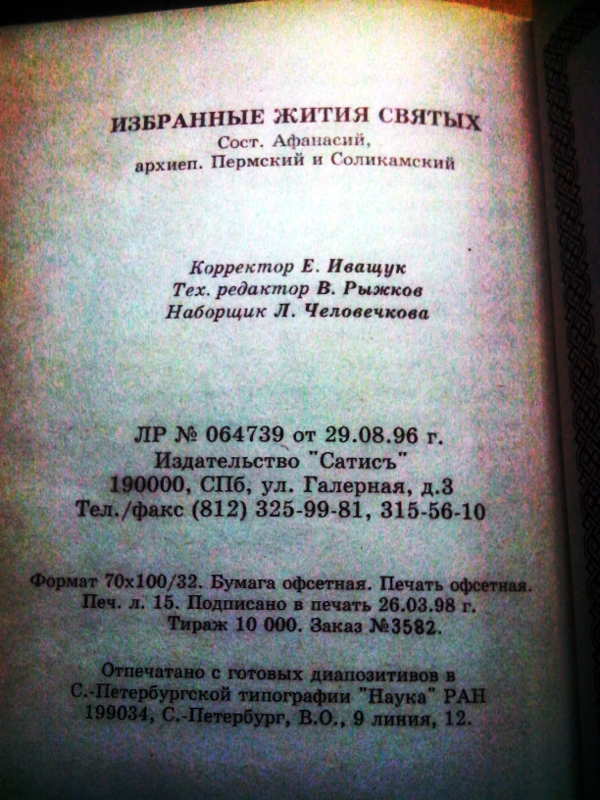 ИЗБРАННЫЕ ЖИТИЯ СВЯТЫХ
Сост. Афанасий,
архиеп. Пермский и Соликамский
Корректор Е. Иващук
Тех. редактор В. Рыжков
Наборщик Л. Человечкова
ЛР № 064739 от 29.08.96 г.
Издательство "Сатисъ"
190000, СПб, ул. Галерная, д.3
Тел./факс (812) 325-99-81, 315-56-10
Формат 70х100/32. Бумага офсетная. Печать офсетная.
Печ. л. 15. Подписано в печать 26.03.98 г.
Тираж 10 000. Заказ №3582.
Отпечатано с готовых диапозитивов в
С.-Петербургской типографии "Наука" РАН
199034, С.-Петербург, В.О., 9 линия, 12.